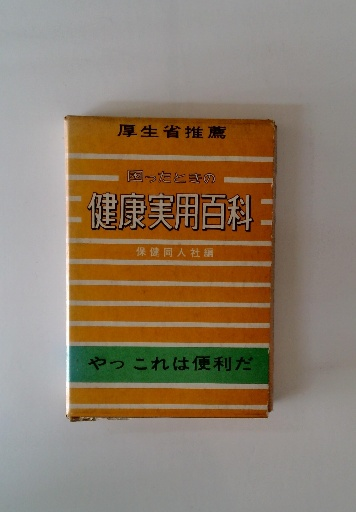 厚生省推薦
困ったときの
健康実用百科
保健同人社編
やっ これは便利だ